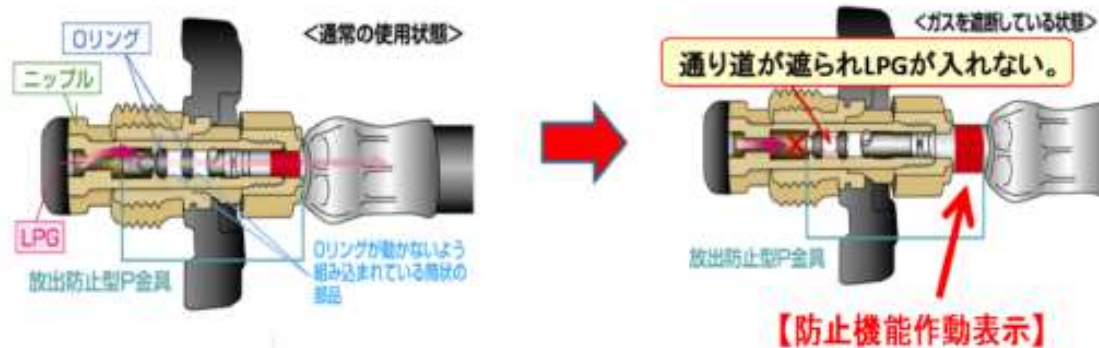 <通常の使用状態>
Oリング
ニップル
LPG
放出防止型P金具
Oリングが動かないよう
組み込まれている筒状の
部品
<ガスを遮断している状態>
通り道が遮られLPGが入れない。
放出防止型P金具
【防止機能作動表示】